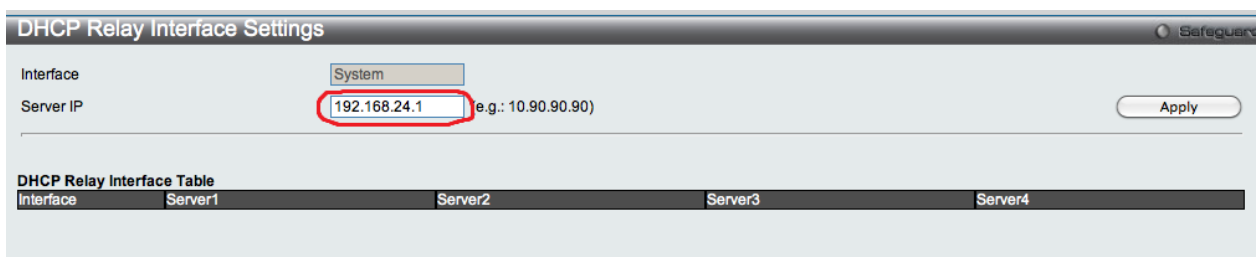 DHCP Relay Interface Settings
Safeguard
Interface System
Server IP 192.168.24.1 (e.g.: 10.90.90.90) Apply
DHCP Relay Interface Table
Interface Server1 Server2 Server3 Server4